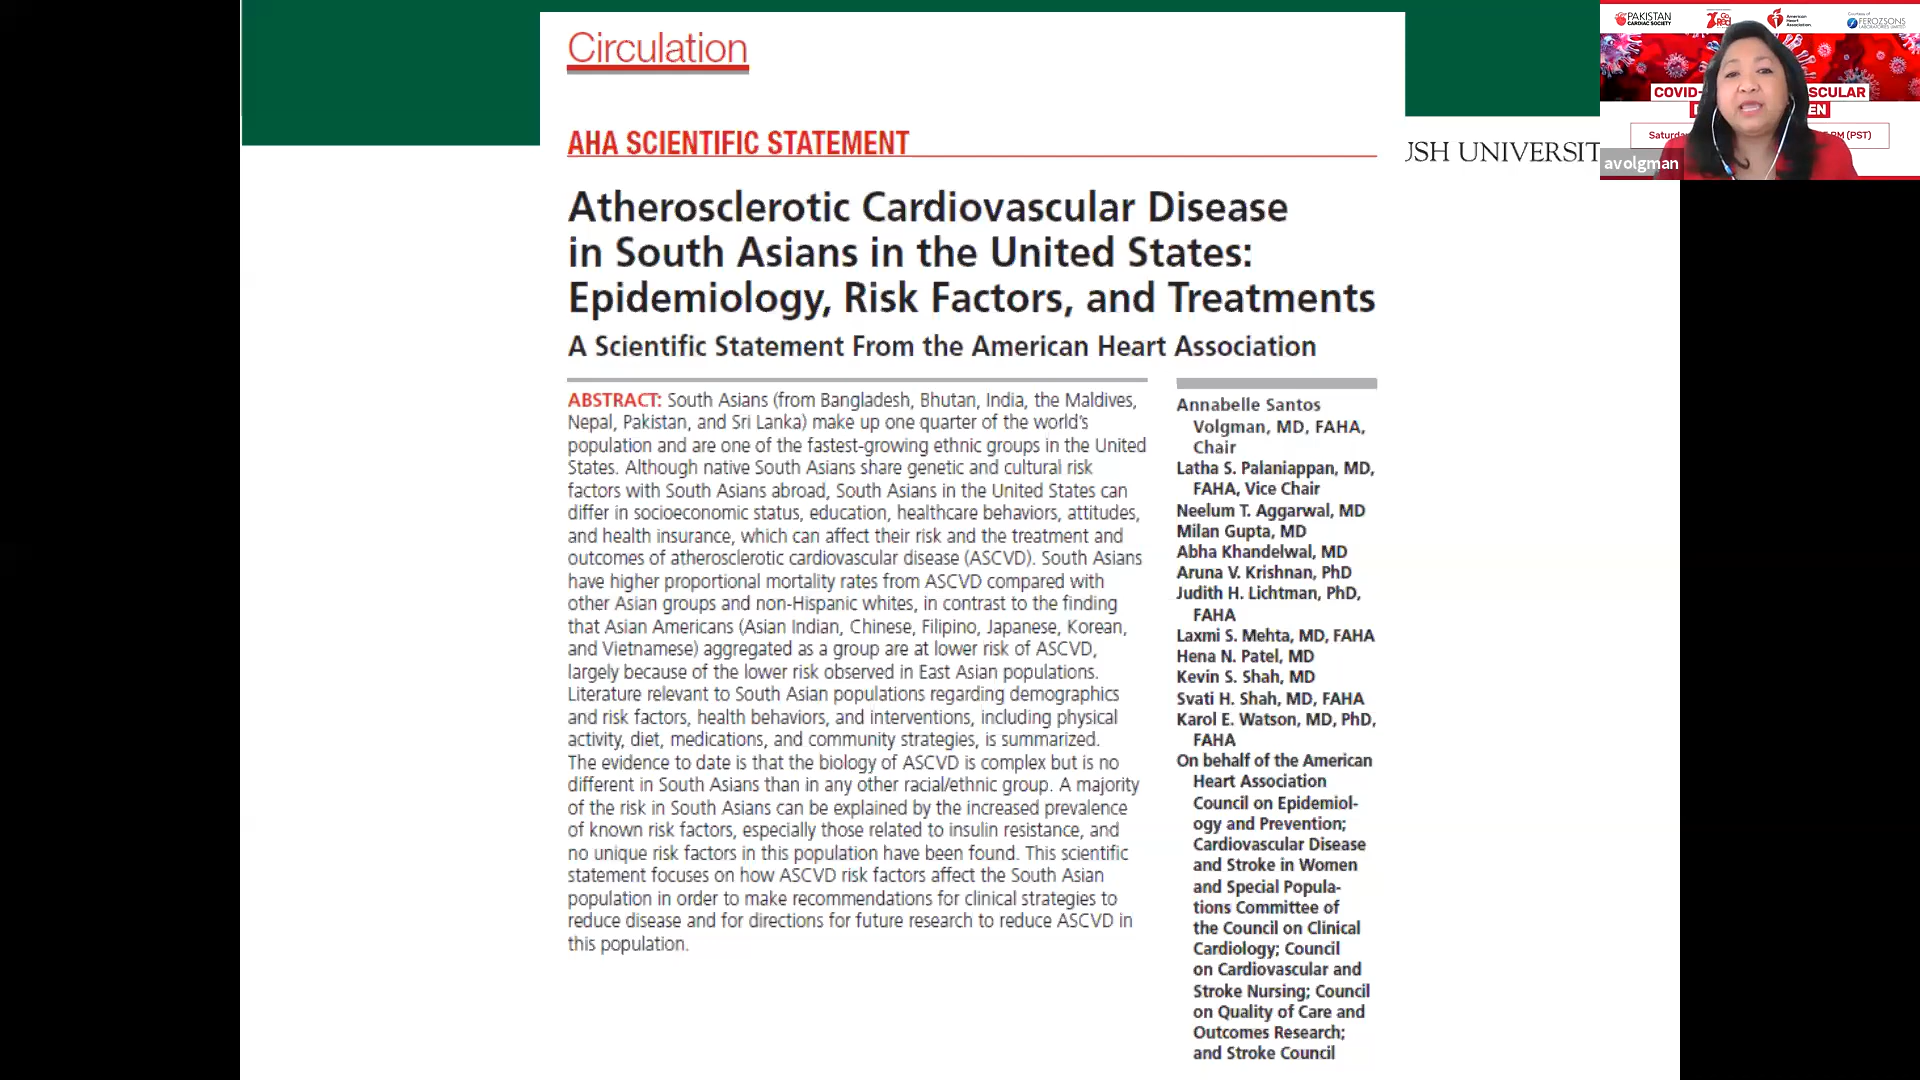 Circulation
AHA SCIENTIFIC STATEMENT
Atherosclerotic Cardiovascular Disease
in South Asians in the United States:
Epidemiology, Risk Factors, and Treatments
A Scientific Statement From the American Heart Association
ABSTRACT: South Asians (from Bangladesh, Bhutan, India, the Maldives,
Nepal, Pakistan, and Sri Lanka) make up one quarter of the world's
population and are one of the fastest-growing ethnic groups in the United
States. Although native South Asians share genetic and cultural risk
factors with South Asians abroad, South Asians in the United States can
differ in socioeconomic status, education, healthcare behaviors, attitudes,
and health insurance, which can affect their risk and the treatment and
outcomes of atherosclerotic cardiovascular disease (ASCVD). South Asians
have higher proportional mortality rates from ASCVD compared with
other Asian groups and non-Hispanic whites, in contrast to the finding
that Asian Americans (Asian Indian, Chinese, Filipino, Japanese, Korean,
and Vietnamese) aggregated as a group are at lower risk of ASCVD,
largely because of the lower risk observed in East Asian populations.
Literature relevant to South Asian populations regarding demographics
and risk factors, health behaviors, and interventions, including physical
activity, diet, medications, and community strategies, is summarized.
The evidence to date is that the biology of ASCVD is complex but is no
different in South Asians than in any other racial/ethnic group. A majority
of the risk in South Asians can be explained by the increased prevalence
of known risk factors, especially those related to insulin resistance, and
no unique risk factors in this population have been found. This scientific
statement focuses on how ASCVD risk factors affect the South Asian
population in order to make recommendations for clinical strategies to
reduce disease and for directions for future research to reduce ASCVD in
this population.
Annabelle Santos
Volgman, MD, FAHA,
Chair
Latha S. Palaniappan, MD,
FAHA, Vice Chair
Neelum T. Aggarwal, MD
Milan Gupta, MD
Abha Khandelwal, MD
Aruna V. Krishnan, PhD
Judith H. Lichtman, PhD,
FAHA
Laxmi S. Mehta, MD, FAHA
Hena N. Patel, MD
Kevin S. Shah, MD
Svati H. Shah, MD, FAHA
Karol E. Watson, MD, PhD,
FAHA
On behalf of the American
Heart Association
Council on Epidemiol-
ogy and Prevention;
Cardiovascular Disease
and Stroke in Women
and Special Popula-
tions Committee of
the Council on Clinical
Cardiology; Council
on Cardiovascular and
Stroke Nursing; Council
on Quality of Care and
Outcomes Research;
and Stroke Council
USH UNIVERSIT
PAKISTAN
CARDIAC SOCIETY
American
Heart
Association
FEROZSONS
COVID- SCULAR
EN
Saturda PM (PST)
avolgman